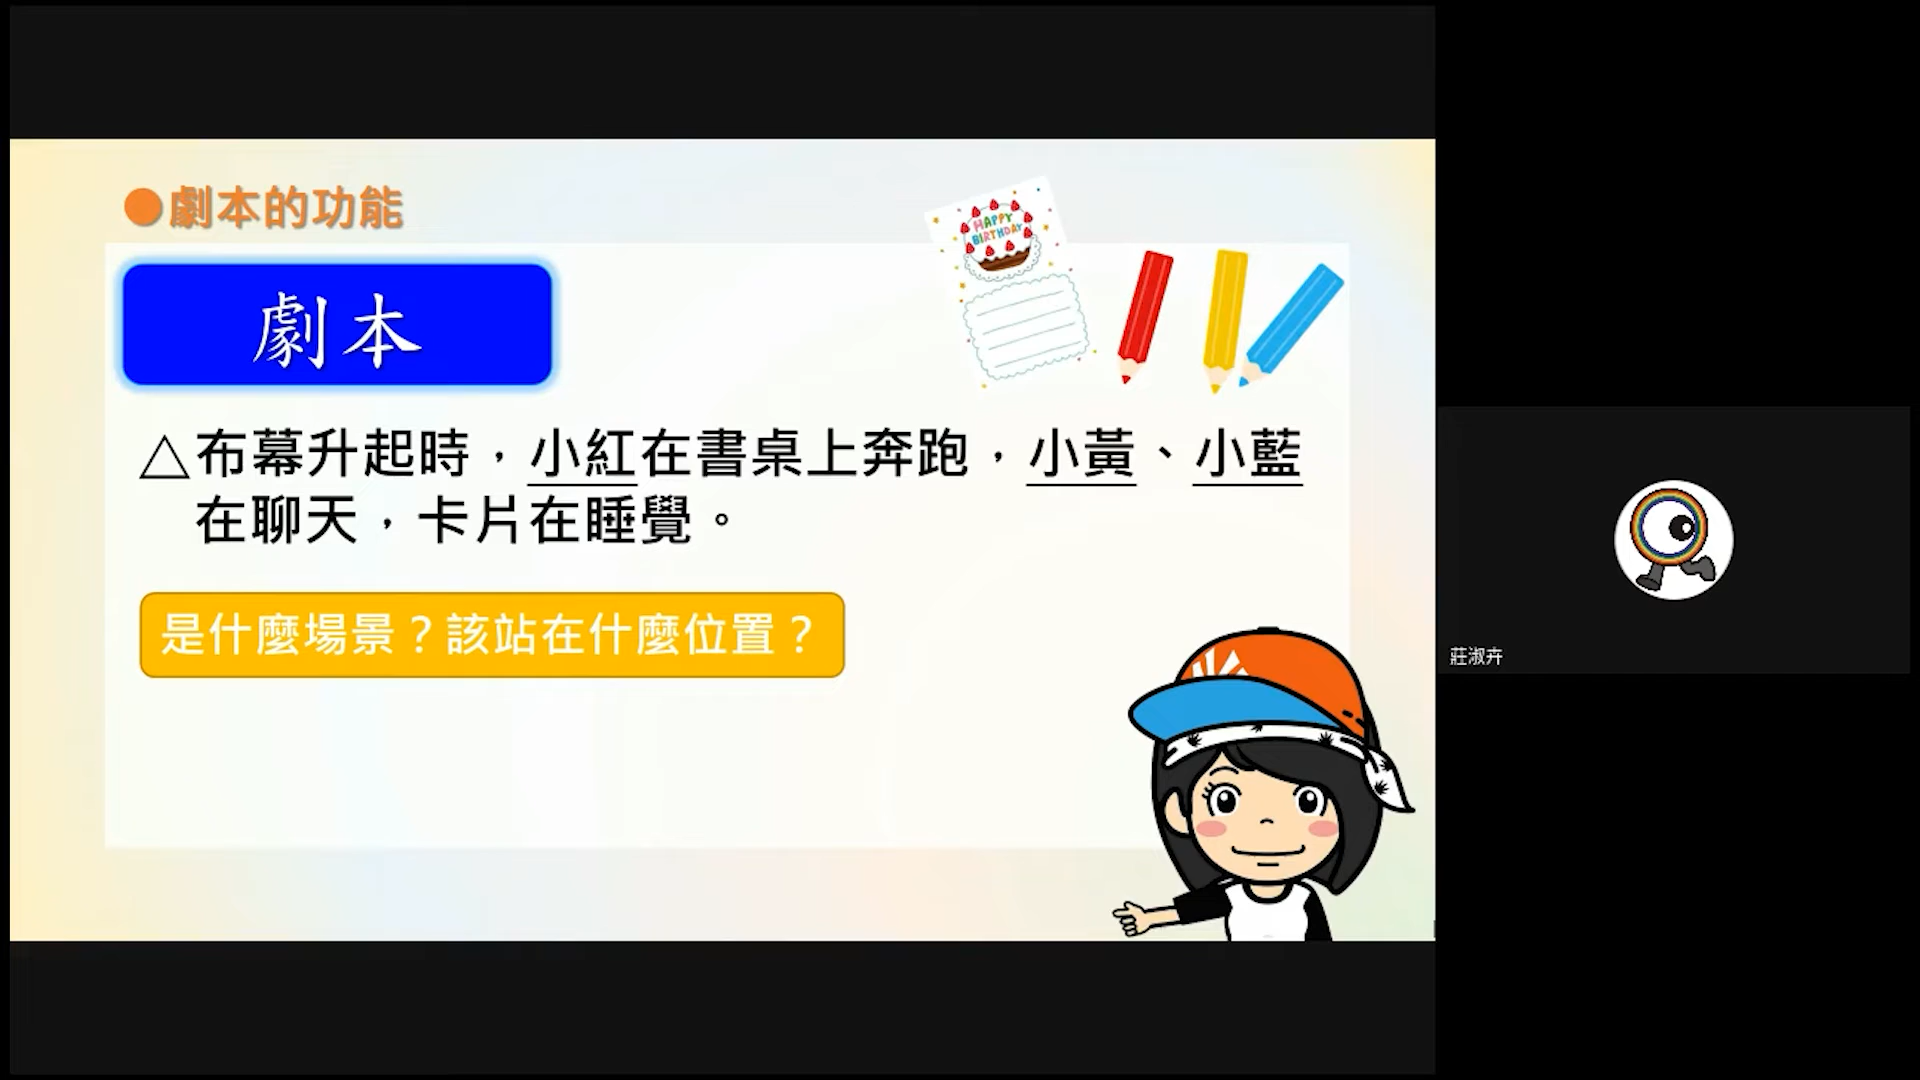 ●劇本的功能
HAPPY
BIRTHDAY
劇本
△布幕升起時，小紅在書桌上奔跑，小黃、小藍
在聊天，卡片在睡覺。
是什麼場景？該站在什麼位置？
莊淑卉